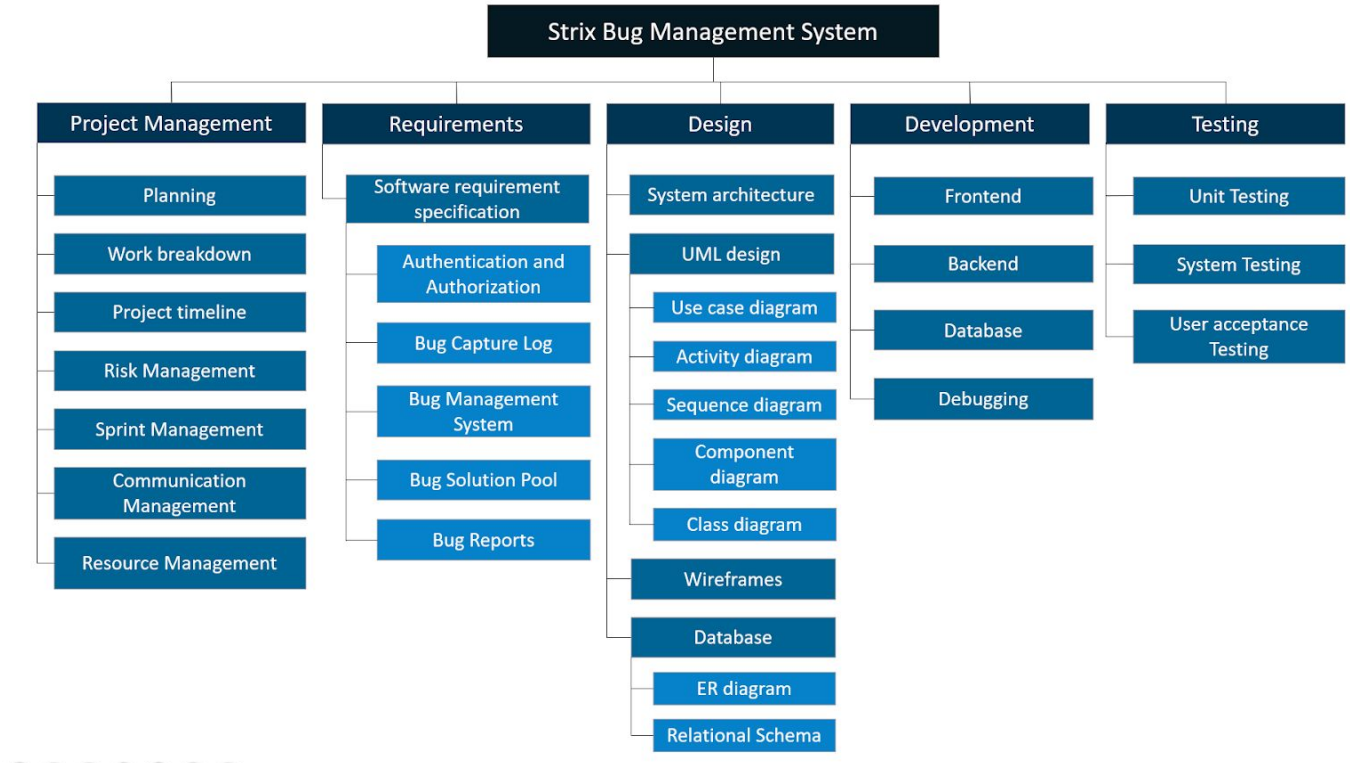 Strix Bug Management System
Project Management
Planning
Work breakdown
Project timeline
Risk Management
Sprint Management
Communication
Management
Resource Management
Requirements
Software requirement
specification
Authentication and
Authorization
Bug Capture Log
Bug Management
System
Bug Solution Pool
Bug Reports
Design
System architecture
UML design
Use case diagram
Activity diagram
Sequence diagram
Component
diagram
Class diagram
Wireframes
Database
ER diagram
Relational Schema
Development
Frontend
Backend
Database
Debugging
Testing
Unit Testing
System Testing
User acceptance
Testing